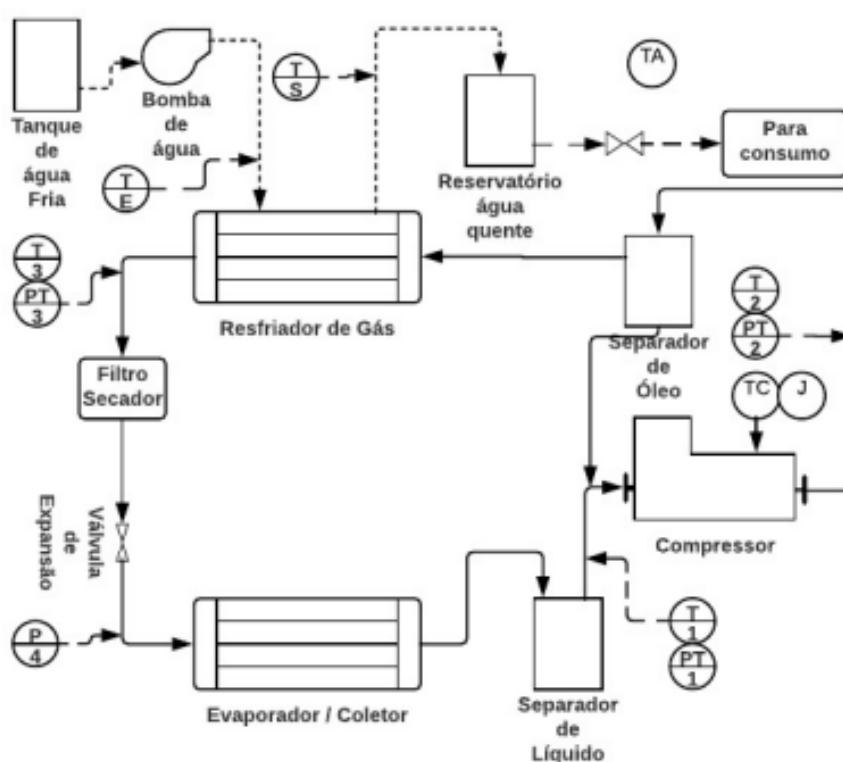 Tanque
de
água
Fria
Bomba
de
água
T
S
TA
Reservatório
água
quente
Para
consumo
T
E
T
3
PT
3
Resfriador de Gás
Separador
de
Óleo
T
2
PT
2
Filtro
Secador
TC
J
Válvula
de
Expansão
Compressor
P
4
Evaporador / Coletor
Separador
de
Líquido
T
1
PT
1